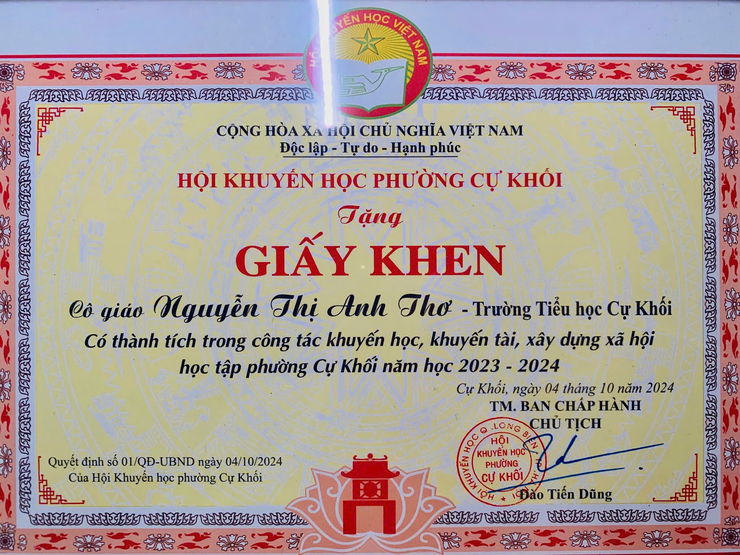 HỘI KHUYẾN HỌC VIỆT NAM
CỘNG HÒA XÃ HỘI CHỦ NGHĨA VIỆT NAM
Độc lập - Tự do - Hạnh phúc
HỘI KHUYẾN HỌC PHƯỜNG CỰ KHỐI
Tặng
GIẤY KHEN
Cô giáo Nguyễn Thị Anh Thơ - Trường Tiểu học Cự Khối
Có thành tích trong công tác khuyến học, khuyến tài, xây dựng xã hội
học tập phường Cự Khối năm học 2023 - 2024
Cự Khối, ngày 04 tháng 10 năm 2024
TM. BAN CHẤP HÀNH
CHỦ TỊCH
HỘI KHUYẾN HỌC Q.LONG BIÊN
HỘI
KHUYẾN HỌC
PHƯỜNG
CỰ KHỐI
Quyết định số 01/QĐ-UBND ngày 04/10/2024
Của Hội Khuyến học phường Cự Khối
Đào Tiến Dũng